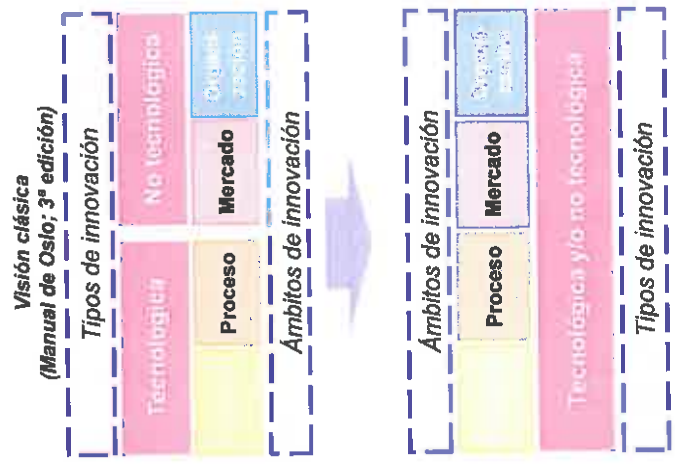 Visión clásica
(Manual de Oslo; 3ª edición)
Tipos de innovación
Tecnológica
No tecnológica
Proceso
Mercado
Ámbitos de innovación
Ámbitos de innovación
Proceso
Mercado
Tecnológica y/o no tecnológica
Tipos de innovación